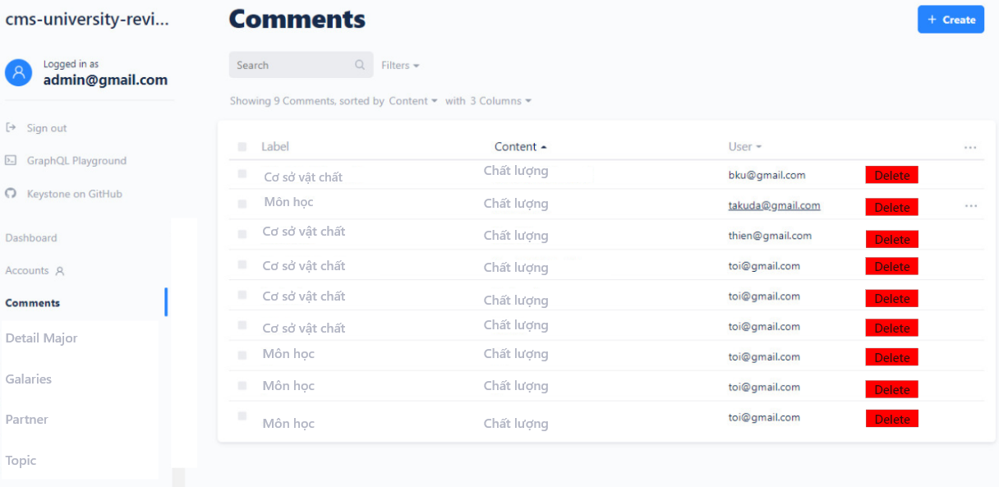 cms-university-revi...
Comments
+ Create
Logged in as
admin@gmail.com
Search
Filters
Showing 9 Comments, sorted by Content with 3 Columns
Sign out
GraphQL Playground
Keystone on GitHub
Dashboard
Accounts
Comments
Detail Major
Galaries
Partner
Topic
Label Content User ...
Cơ sở vật chất Chất lượng bku@gmail.com Delete
Môn học Chất lượng takuda@gmail.com Delete ...
Cơ sở vật chất Chất lượng thien@gmail.com Delete
Cơ sở vật chất Chất lượng toi@gmail.com Delete
Cơ sở vật chất Chất lượng toi@gmail.com Delete
Cơ sở vật chất Chất lượng toi@gmail.com Delete
Môn học Chất lượng toi@gmail.com Delete
Môn học Chất lượng toi@gmail.com Delete
Môn học Chất lượng toi@gmail.com Delete